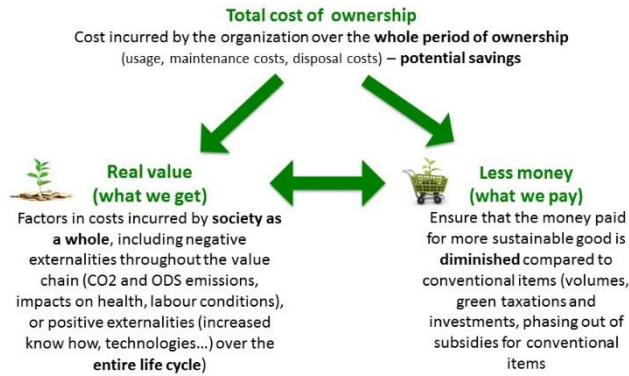 Total cost of ownership
Cost incurred by the organization over the whole period of ownership
(usage, maintenance costs, disposal costs) – potential savings
Real value
(what we get)
Factors in costs incurred by society as
a whole, including negative
externalities throughout the value
chain (CO2 and ODS emissions,
impacts on health, labour conditions),
or positive externalities (increased
know how, technologies...) over the
entire life cycle)
Less money
(what we pay)
Ensure that the money paid
for more sustainable good is
diminished compared to
conventional items (volumes,
green taxations and
investments, phasing out of
subsidies for conventional
items